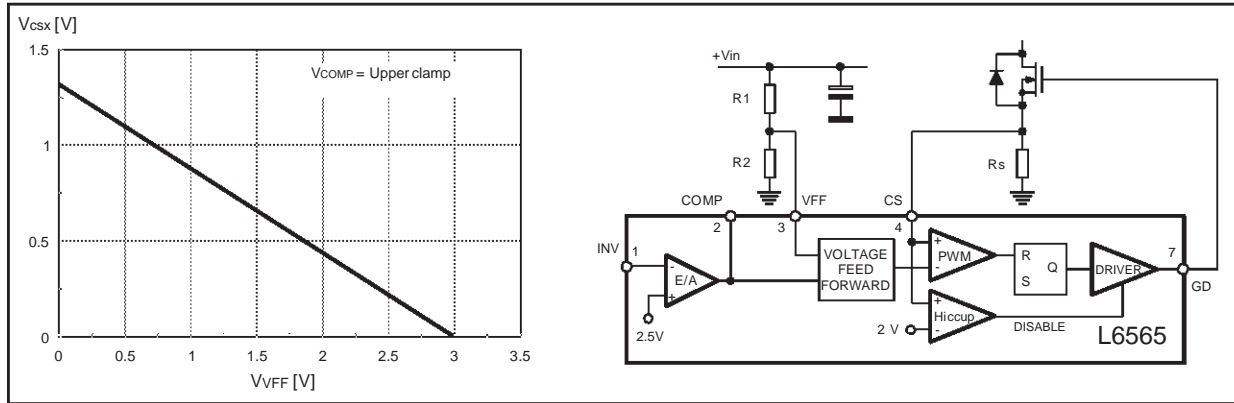 Vcsx [V]
1.5
1
0.5
0
VCOMP = Upper clamp
0 0.5 1 1.5 2 2.5 3 3.5
VVFF [V]
+Vin
R1
R2
Rs
COMP
VFF
CS
2
3
4
INV
1
-
E/A
+
2.5V
VOLTAGE
FEED
FORWARD
+
PWM
-
R
Q
S
DRIVER
7
GD
+
Hiccup
-
2 V
DISABLE
L6565